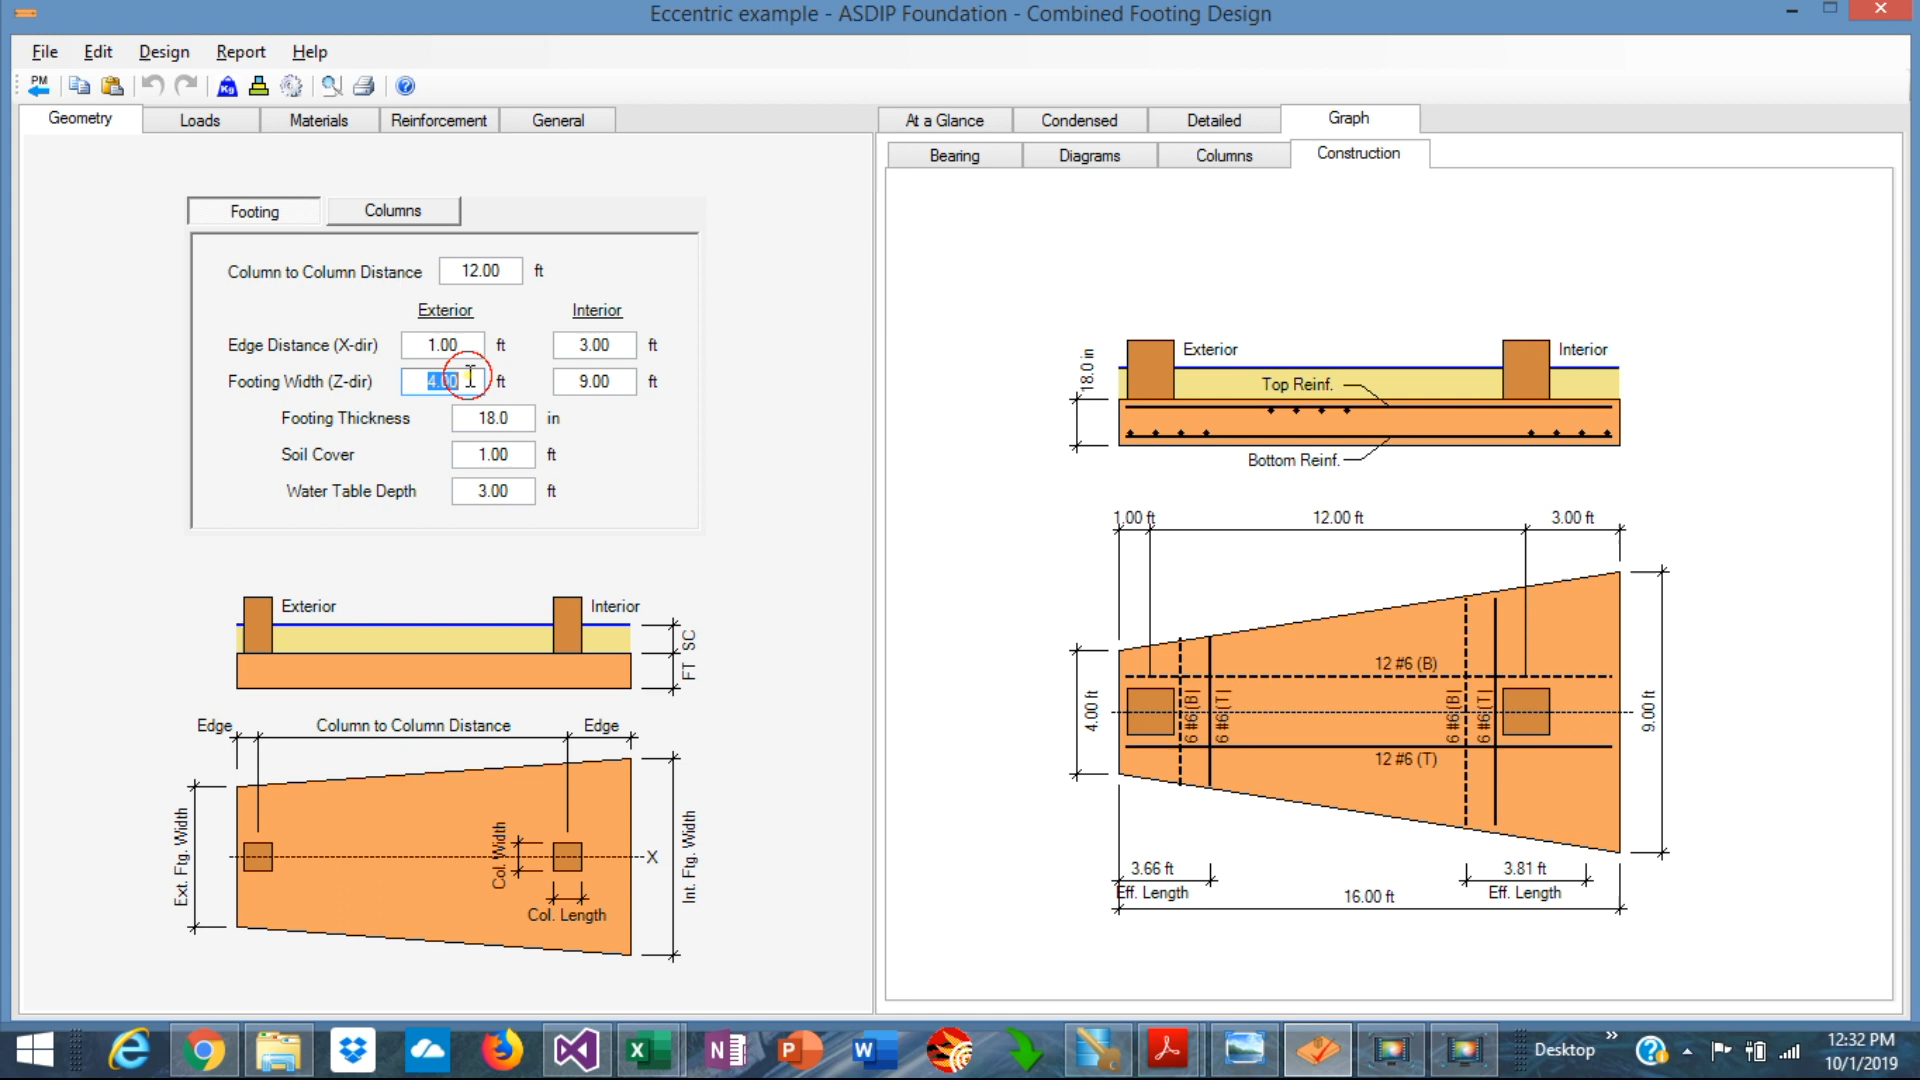 Eccentric example - ASDIP Foundation - Combined Footing Design
File Edit Design Report Help
PM Kg ?
Geometry Loads Materials Reinforcement General
At a Glance Condensed Detailed Graph
Bearing Diagrams Columns Construction
Footing Columns
Column to Column Distance 12.00 ft
Exterior Interior
Edge Distance (X-dir) 1.00 ft 3.00 ft
Footing Width (Z-dir) 4.00 ft 9.00 ft
Footing Thickness 18.0 in
Soil Cover 1.00 ft
Water Table Depth 3.00 ft
Exterior Interior
SC
FT
Edge Column to Column Distance Edge
Ext. Ftg. Width
Col. Width
X
Int. Ftg. Width
Col. Length
Exterior Interior
18.0 in
Top Reinf.
Bottom Reinf.
1.00 ft 12.00 ft 3.00 ft
12 #6 (B)
4.00 ft
6 #6 (B)
6 #6 (T)
6 #6 (B)
6 #6 (T)
9.00 ft
12 #6 (T)
3.66 ft 3.81 ft
Eff. Length Eff. Length
16.00 ft
Desktop
12:32 PM
10/1/2019